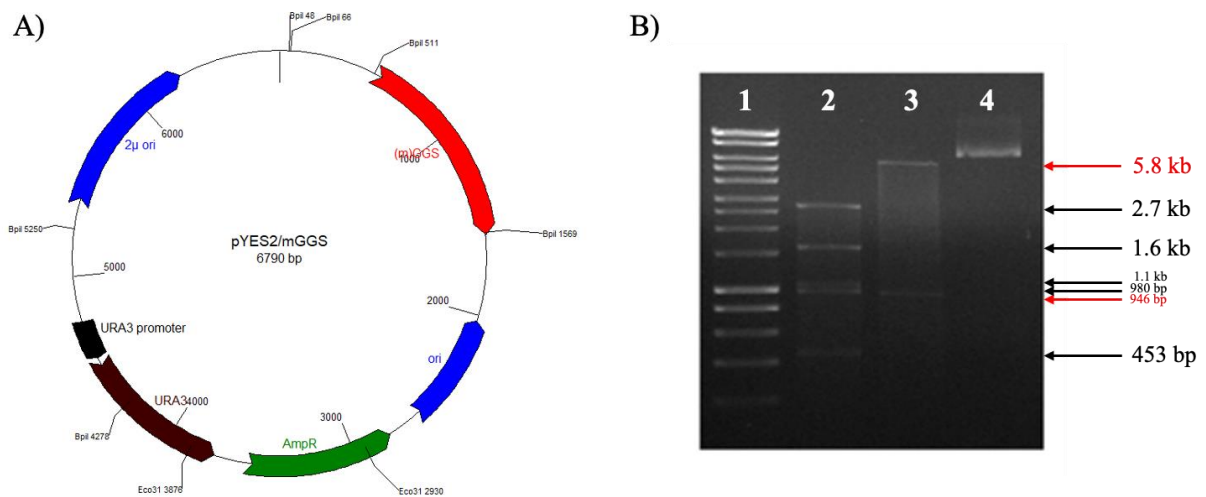 A)
BpiI 48
BpiI 66
BpiI 511
(m)GGS
1000
BpiI 1569
2000
ori
3000
AmpR
Eco31 2930
Eco31 3876
4000
URA3
BpiI 4278
URA3 promoter
5000
BpiI 5250
6000
2µ ori
pYES2/mGGS
6790 bp
B)
1 2 3 4
5.8 kb
2.7 kb
1.6 kb
1.1 kb
980 bp
946 bp
453 bp